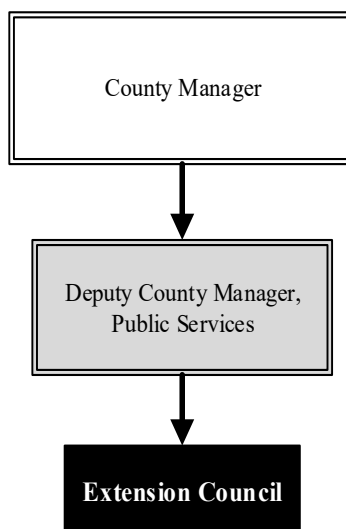 County Manager
Deputy County Manager,
Public Services
Extension Council